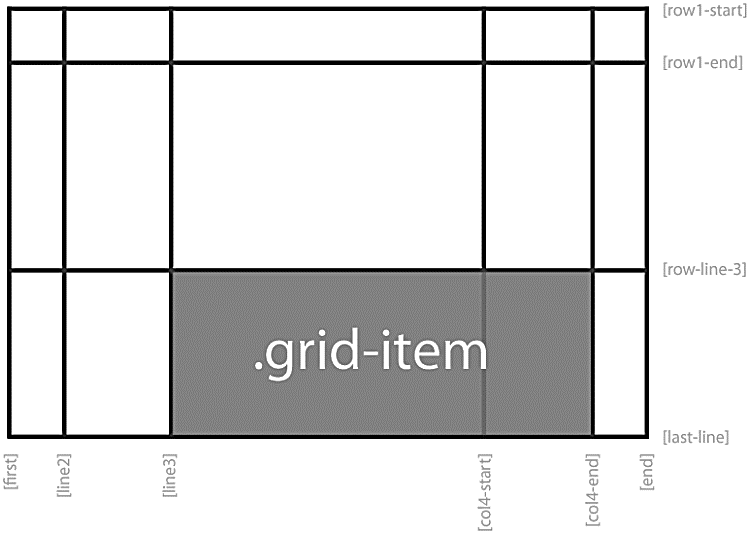 [row1-start]
[row1-end]
[row-line-3]
.grid-item
[last-line]
[first]
[line2]
[line3]
[col4-start]
[col4-end]
[end]